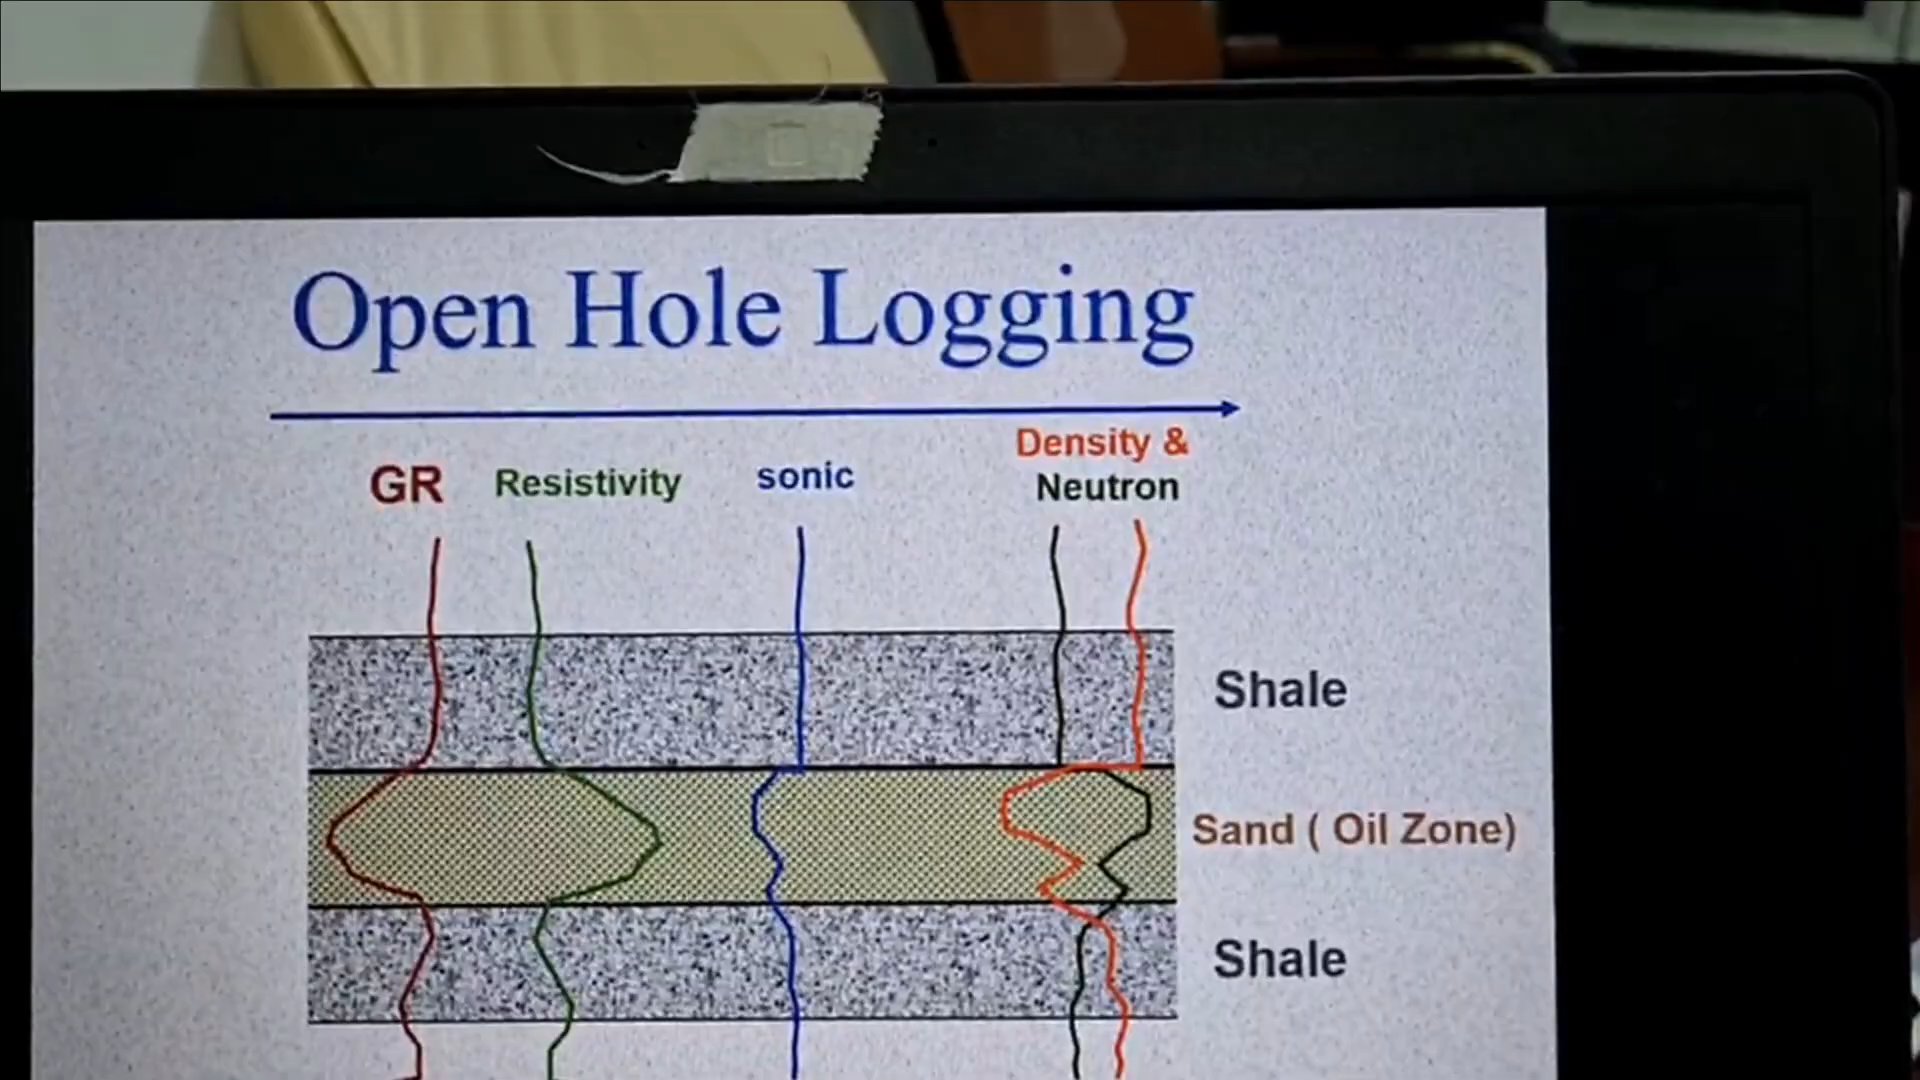 Open Hole Logging
GR
Resistivity
sonic
Density &
Neutron
Shale
Sand ( Oil Zone)
Shale